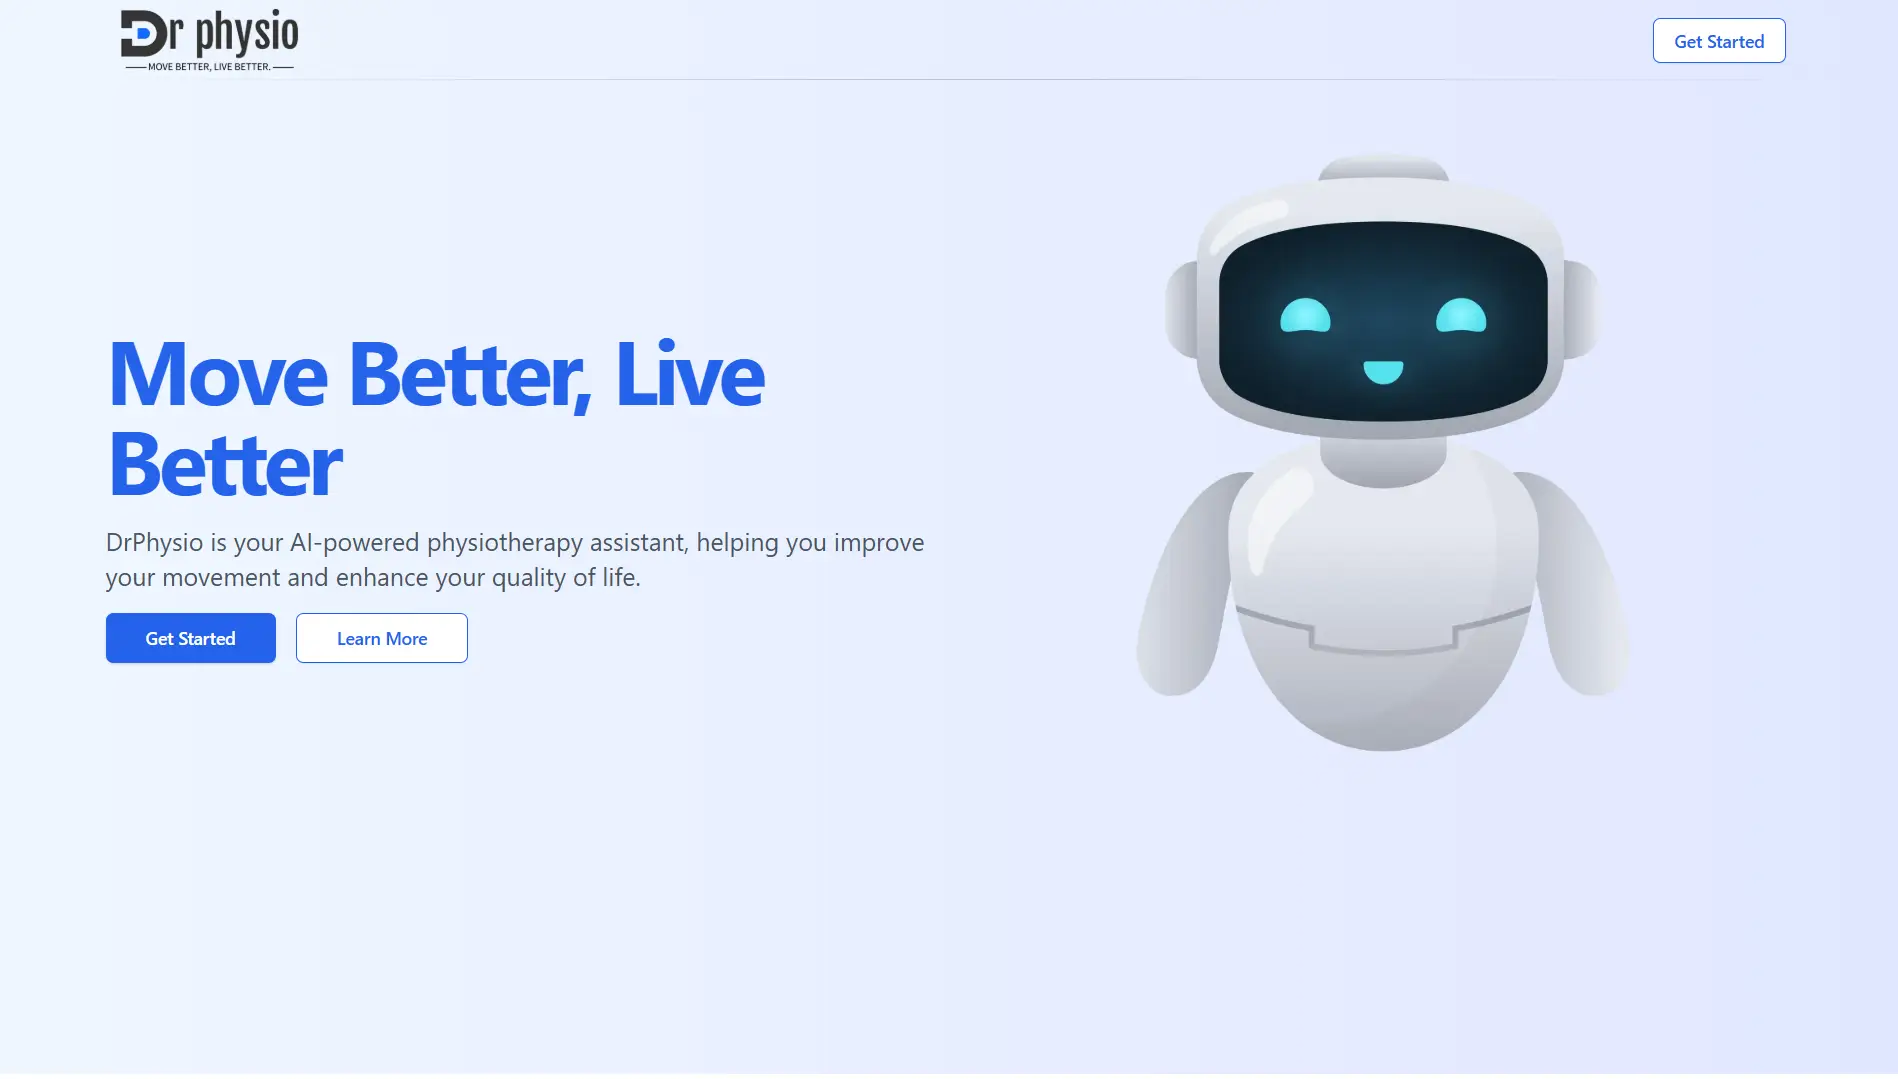 Dr physio
MOVE BETTER, LIVE BETTER.
Get Started
Move Better, Live
Better
DrPhysio is your AI-powered physiotherapy assistant, helping you improve
your movement and enhance your quality of life.
Get Started
Learn More